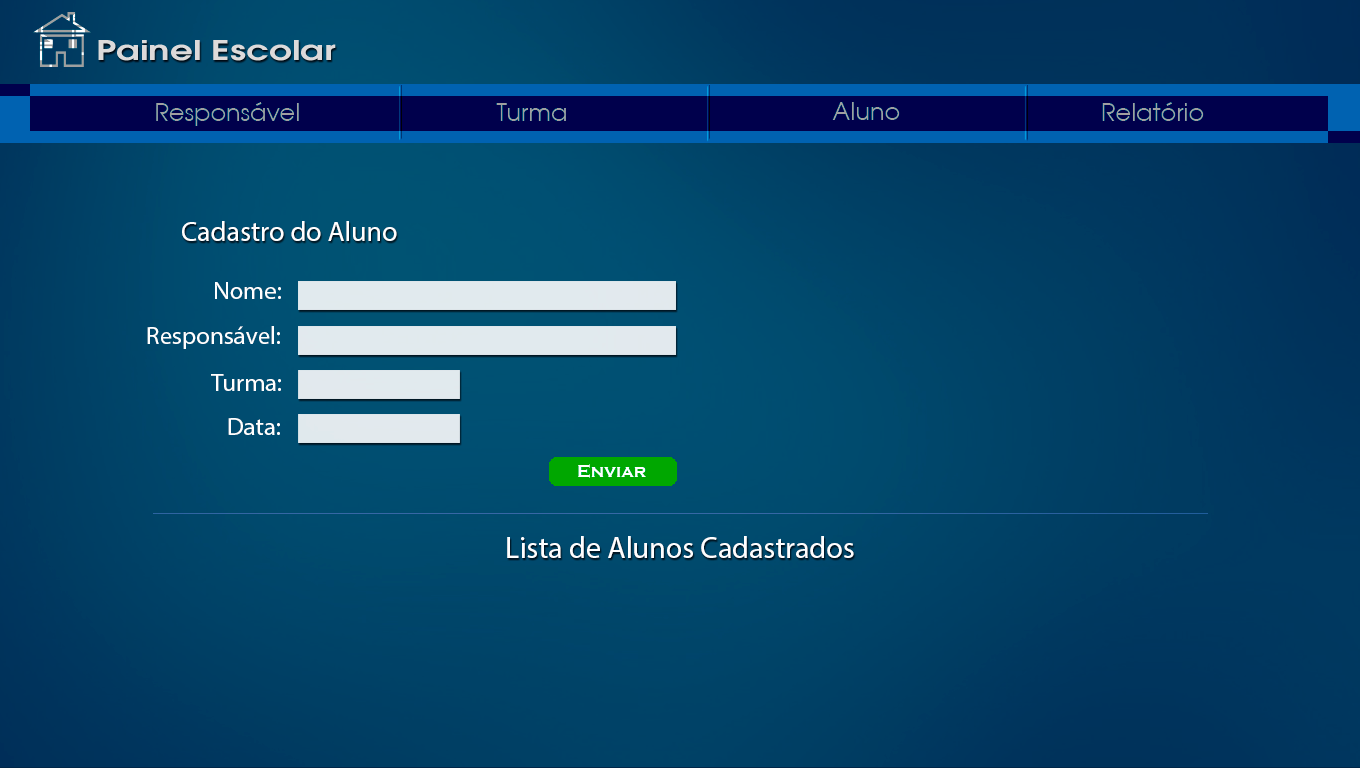 Painel Escolar
Responsável Turma Aluno Relatório
Cadastro do Aluno
Nome:
Responsável:
Turma:
Data:
Enviar
Lista de Alunos Cadastrados